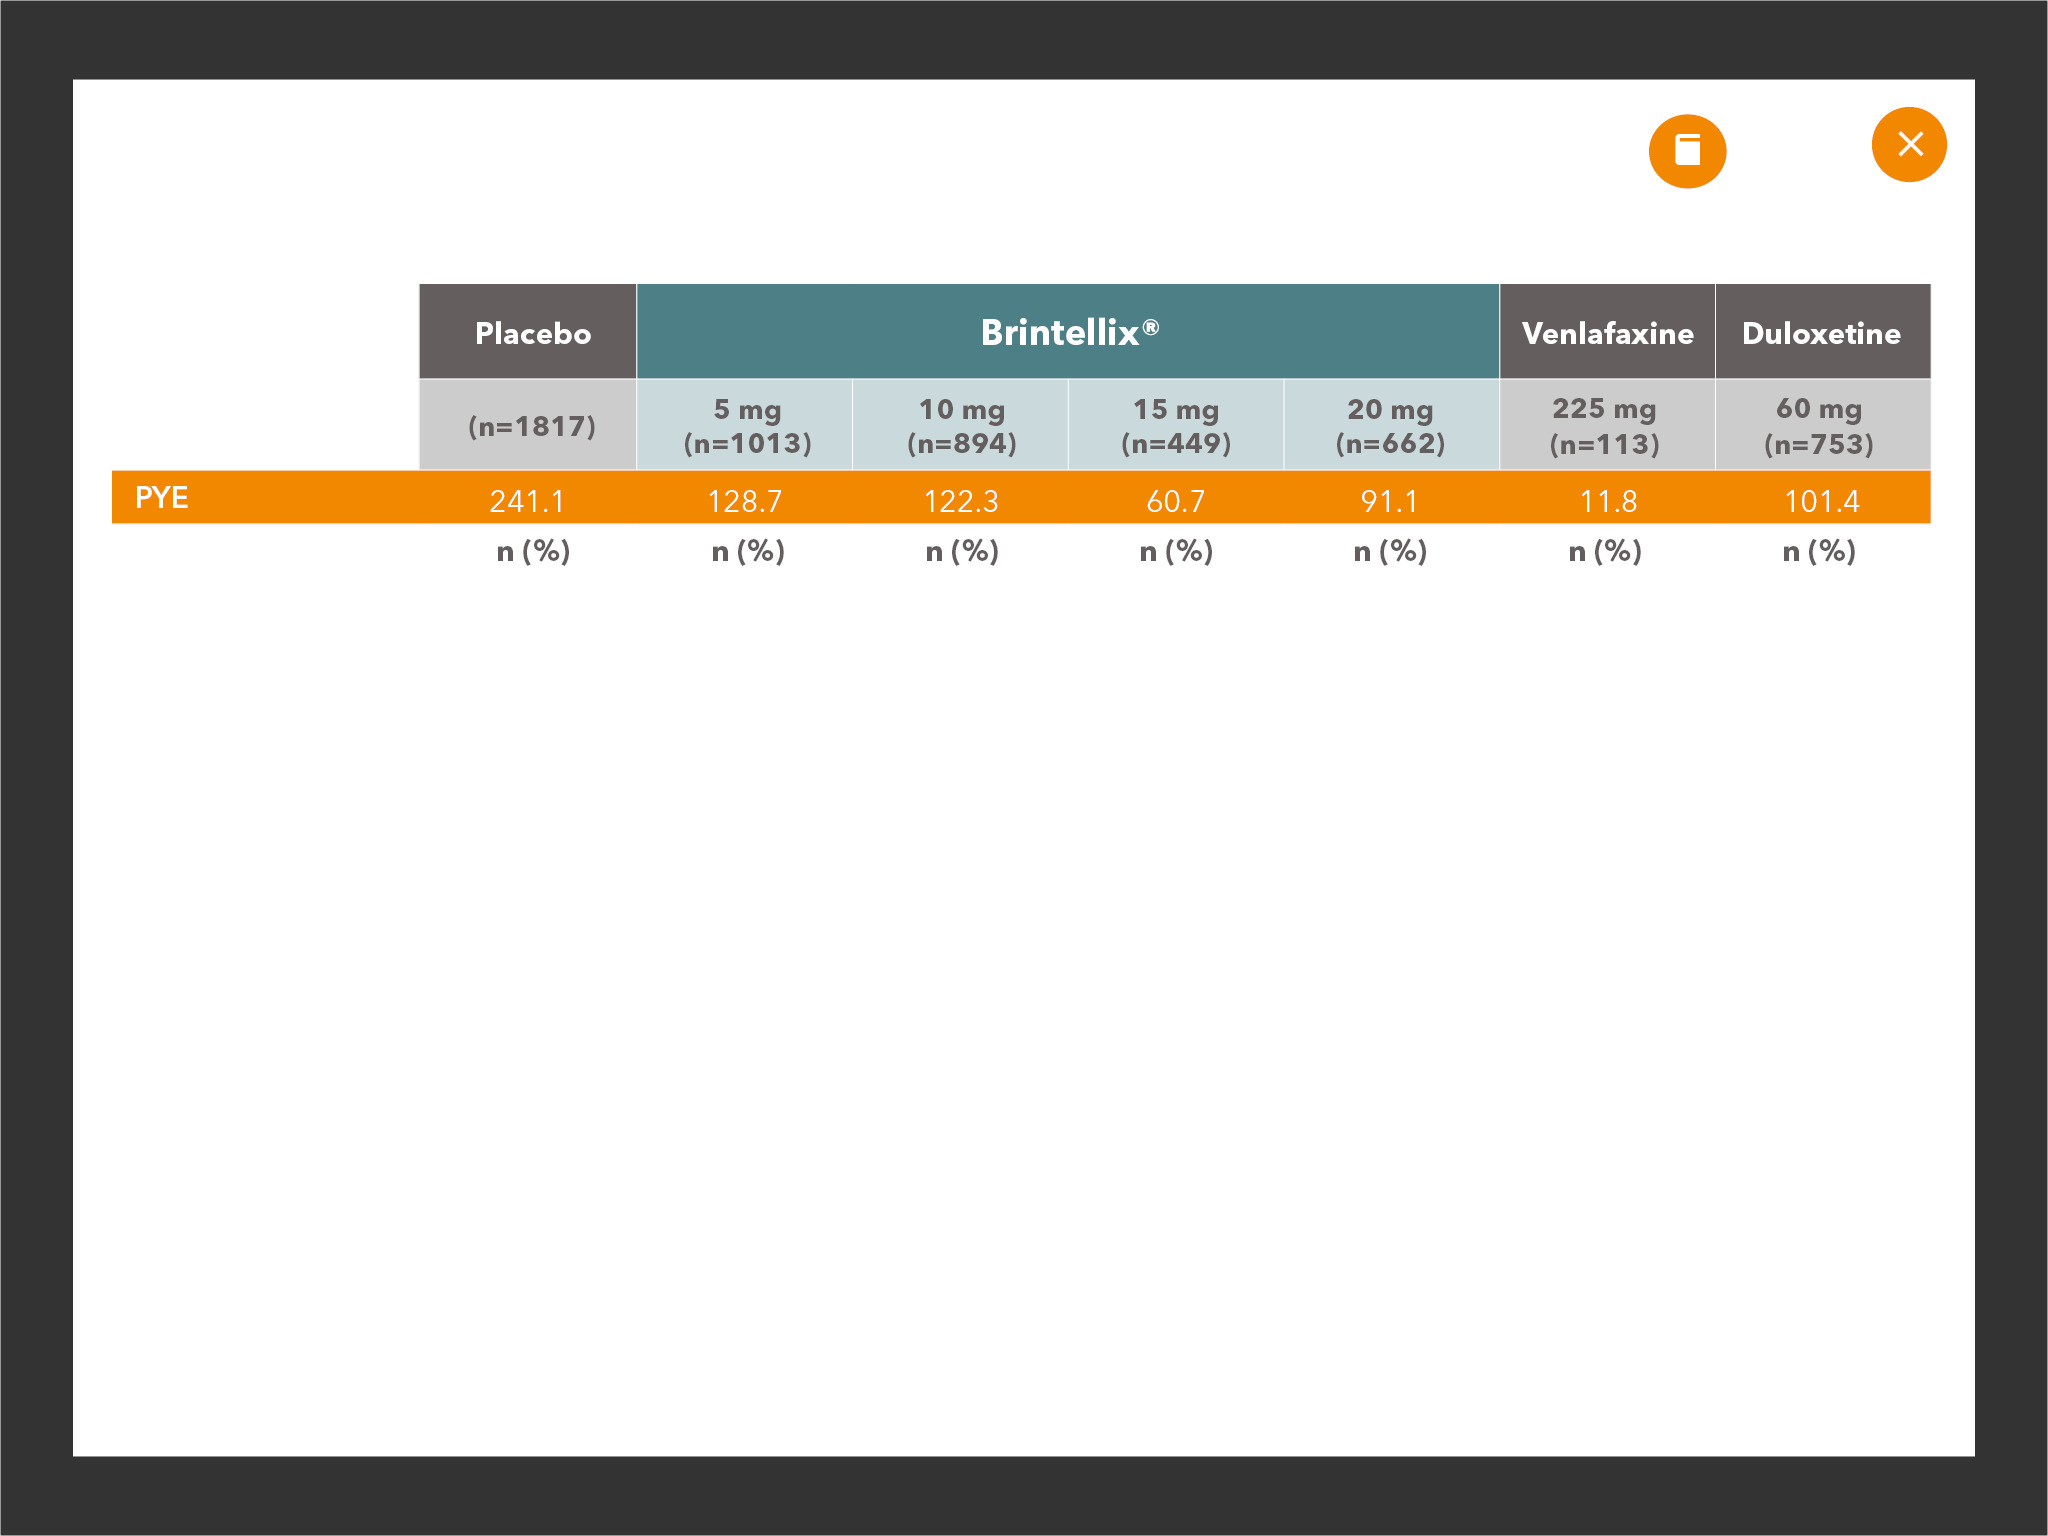 Placebo Brintellix® Venlafaxine Duloxetine
(n=1817) 5 mg (n=1013) 10 mg (n=894) 15 mg (n=449) 20 mg (n=662) 225 mg (n=113) 60 mg (n=753)
PYE 241.1 128.7 122.3 60.7 91.1 11.8 101.4
n (%) n (%) n (%) n (%) n (%) n (%) n (%)